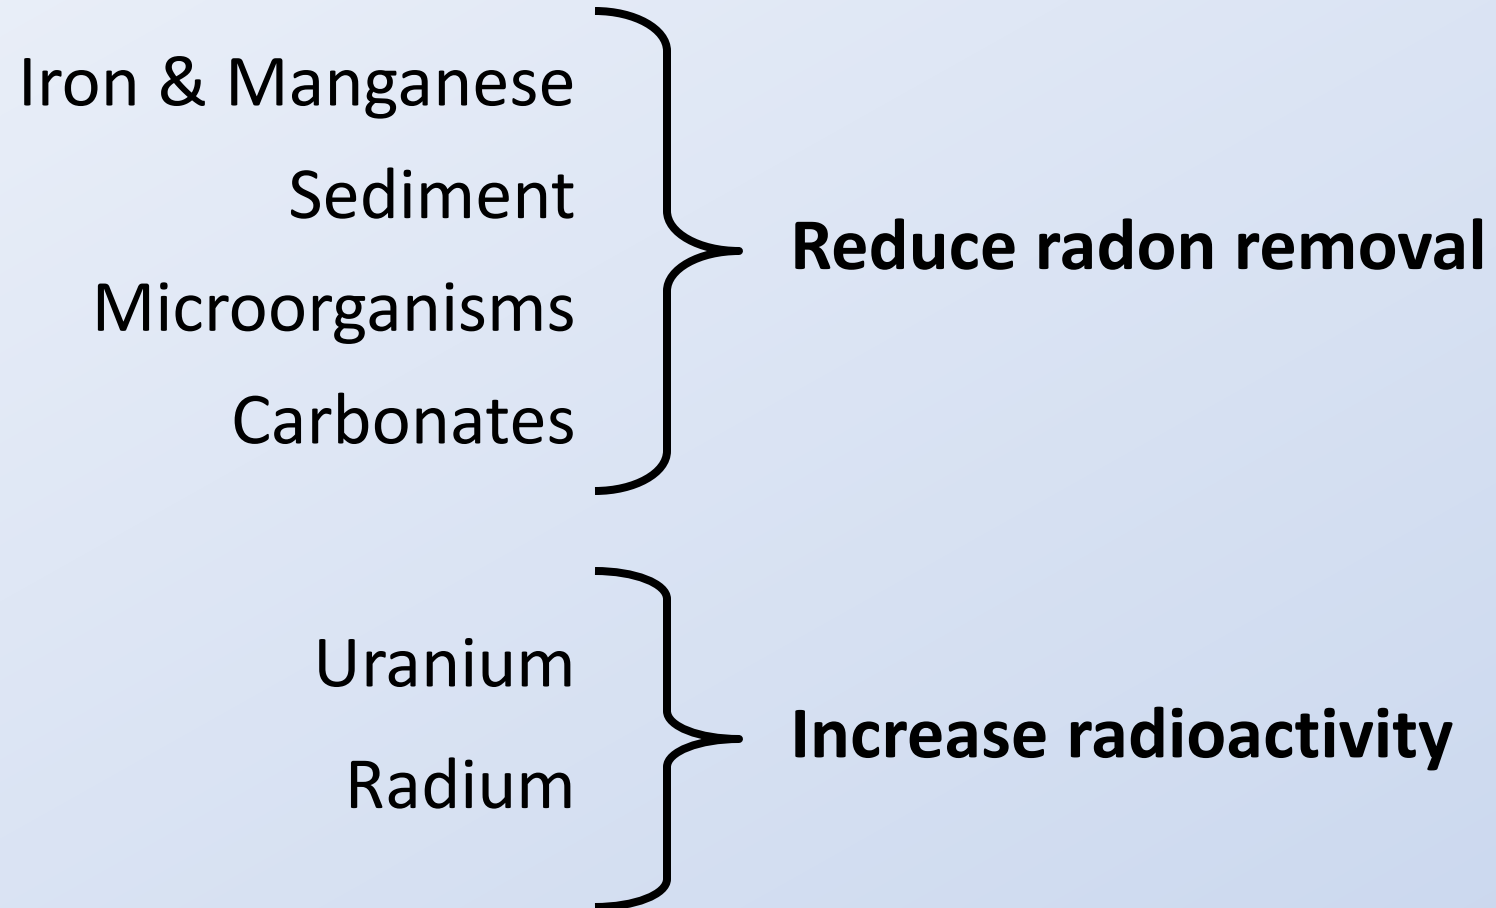 Iron & Manganese
Sediment
Microorganisms
Carbonates
Reduce radon removal
Uranium
Radium
Increase radioactivity